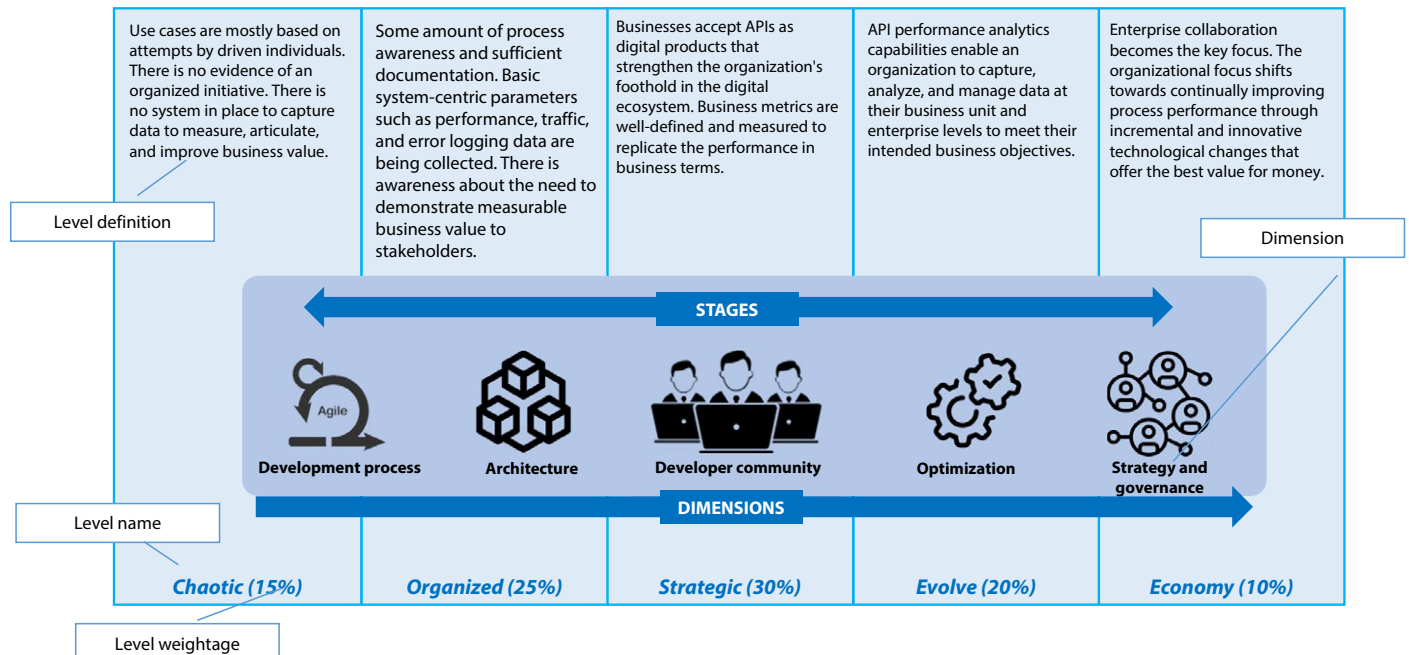 Use cases are mostly based on
attempts by driven individuals.
There is no evidence of an
organized initiative. There is
no system in place to capture
data to measure, articulate,
and improve business value.
Some amount of process
awareness and sufficient
documentation. Basic
system-centric parameters
such as performance, traffic,
and error logging data are
being collected. There is
awareness about the need to
demonstrate measurable
business value to
stakeholders.
Businesses accept APIs as
digital products that
strengthen the organization's
foothold in the digital
ecosystem. Business metrics are
well-defined and measured to
replicate the performance in
business terms.
API performance analytics
capabilities enable an
organization to capture,
analyze, and manage data at
their business unit and
enterprise levels to meet their
intended business objectives.
Enterprise collaboration
becomes the key focus. The
organizational focus shifts
towards continually improving
process performance through
incremental and innovative
technological changes that
offer the best value for money.
Level definition
Dimension
STAGES
Agile
Development process
Architecture
Developer community
Optimization
Strategy and
governance
DIMENSIONS
Level name
Chaotic (15%)
Organized (25%)
Strategic (30%)
Evolve (20%)
Economy (10%)
Level weightage